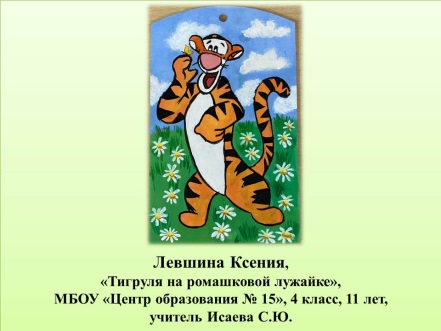 Левшина Ксения,
«Тигруля на ромашковой лужайке»,
МБОУ «Центр образования № 15», 4 класс, 11 лет,
учитель Исаева С.Ю.